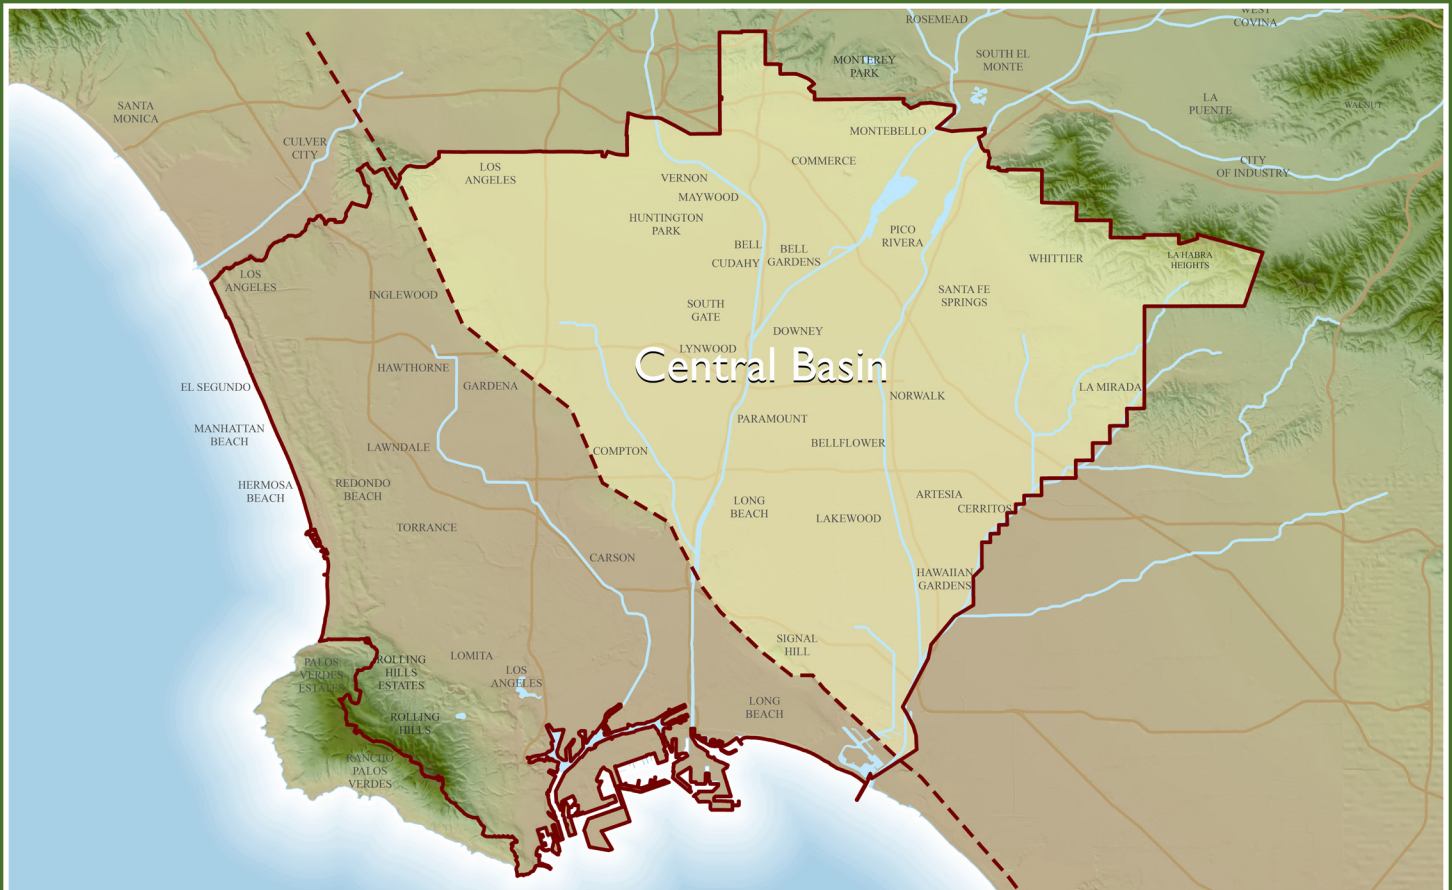 ROSEMEAD
WEST
COVINA
SOUTH EL
MONTE
MONTEREY
PARK
SANTA
MONICA
LA
PUENTE
WALNUT
CULVER
CITY
MONTEBELLO
LOS
ANGELES
COMMERCE
CITY
OF INDUSTRY
VERNON
MAYWOOD
HUNTINGTON
PARK
PICO
RIVERA
BELL
BELL
GARDENS
CUDAHY
WHITTIER
LA HABRA
HEIGHTS
LOS
ANGELES
INGLEWOOD
SANTA FE
SPRINGS
SOUTH
GATE
DOWNEY
LYNWOOD
Central Basin
HAWTHORNE
GARDENA
EL SEGUNDO
LA MIRADA
NORWALK
MANHATTAN
BEACH
PARAMOUNT
BELLFLOWER
LAWNDALE
COMPTON
HERMOSA
BEACH
REDONDO
BEACH
ARTESIA
CERRITOS
LONG
BEACH
LAKEWOOD
TORRANCE
CARSON
HAWAIIAN
GARDENS
SIGNAL
HILL
PALOS
VERDES
ESTATES
ROLLING
HILLS
ESTATES
LOMITA
LOS
ANGELES
LONG
BEACH
ROLLING
HILLS
RANCHO
PALOS
VERDES